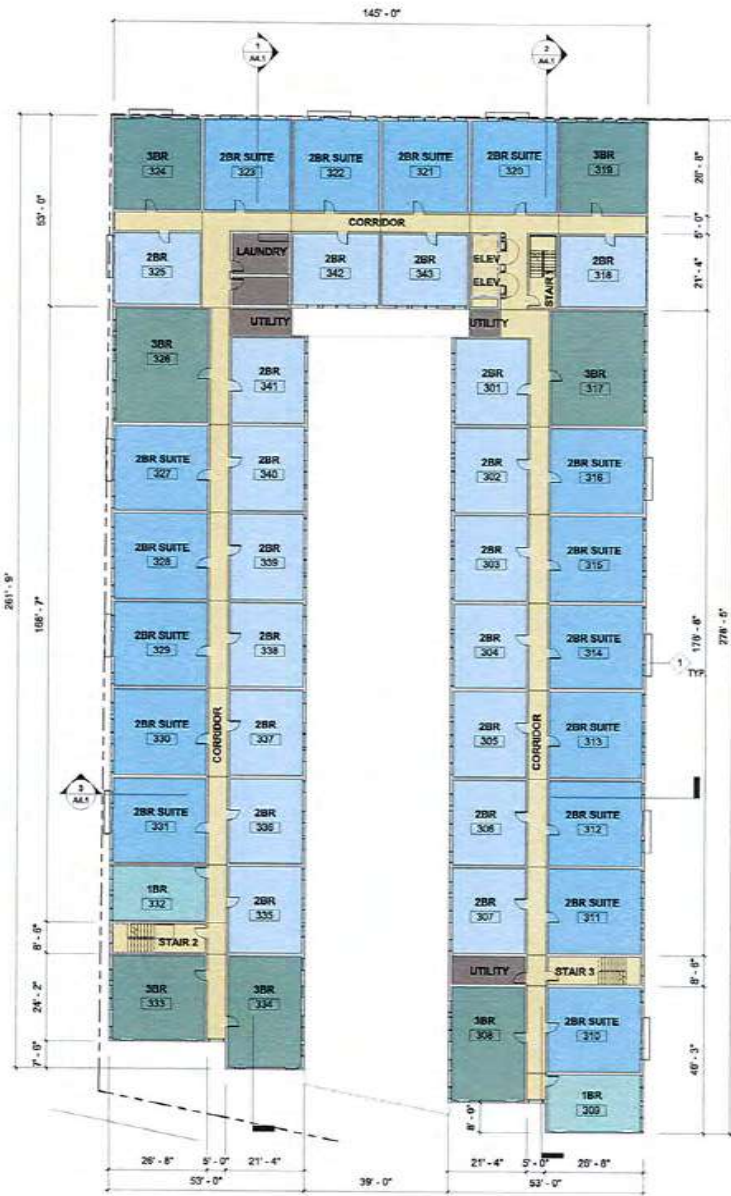 145' - 0"
1
A4.1
2
A4.1
3BR
324
2BR SUITE
323
2BR SUITE
322
2BR SUITE
321
2BR SUITE
320
3BR
319
26' - 8"
53' - 0"
CORRIDOR
5' - 0"
2BR
325
LAUNDRY
2BR
342
2BR
343
ELEV
ELEV
STAIR 1
2BR
318
21' - 4"
UTILITY
UTILITY
3BR
326
2BR
341
2BR
301
3BR
317
2BR SUITE
327
2BR
340
2BR
302
2BR SUITE
316
2BR SUITE
328
2BR
339
2BR
303
2BR SUITE
315
261' - 9"
168' - 7"
2BR SUITE
329
2BR
338
2BR
304
2BR SUITE
314
176' - 8"
278' - 5"
1
TYP.
2BR SUITE
330
CORRIDOR
2BR
337
2BR
305
CORRIDOR
2BR SUITE
313
3
A4.1
2BR SUITE
331
2BR
336
2BR
306
2BR SUITE
312
1BR
332
2BR
335
2BR
307
2BR SUITE
311
8' - 6"
STAIR 2
UTILITY
STAIR 3
8' - 6"
24' - 2"
3BR
333
3BR
334
3BR
308
2BR SUITE
310
46' - 3"
7' - 6"
1BR
309
8' - 0"
26' - 8"
5' - 0"
21' - 4"
21' - 4"
5' - 0"
26' - 8"
53' - 0"
39' - 0"
53' - 0"